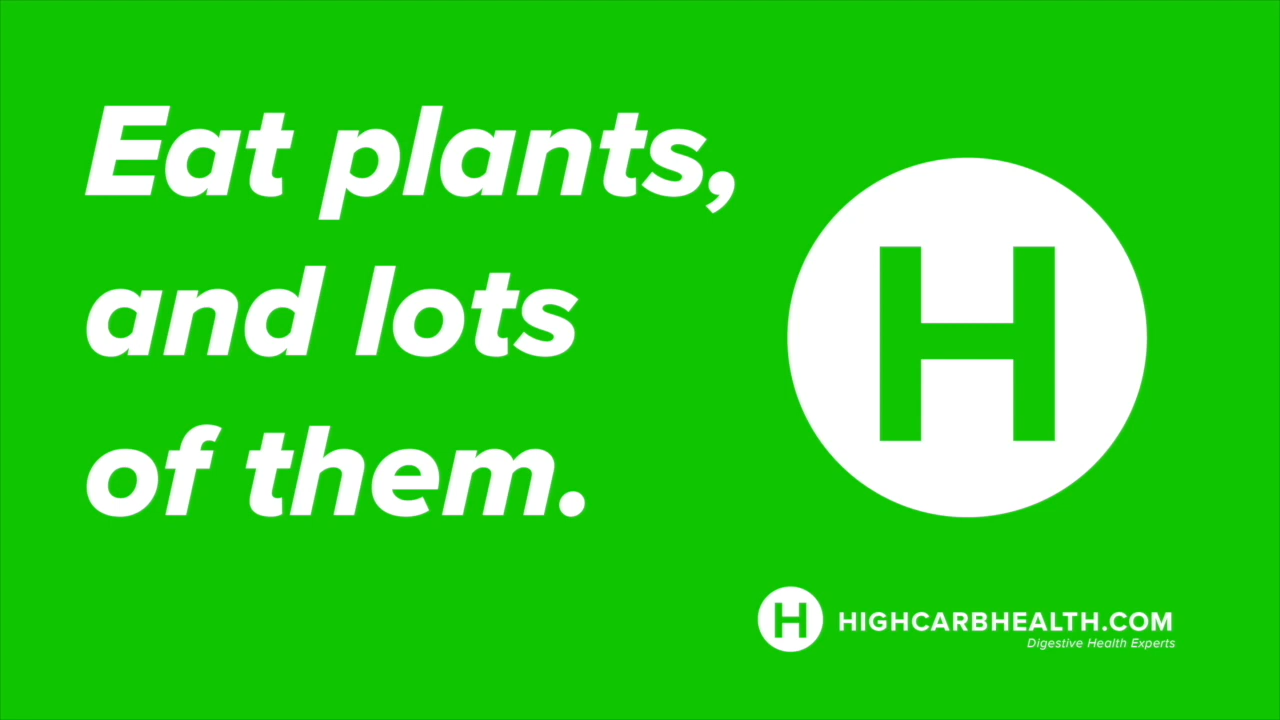 Eat plants,
and lots
of them.
H
H HIGHCARBHEALTH.COM
Digestive Health Experts